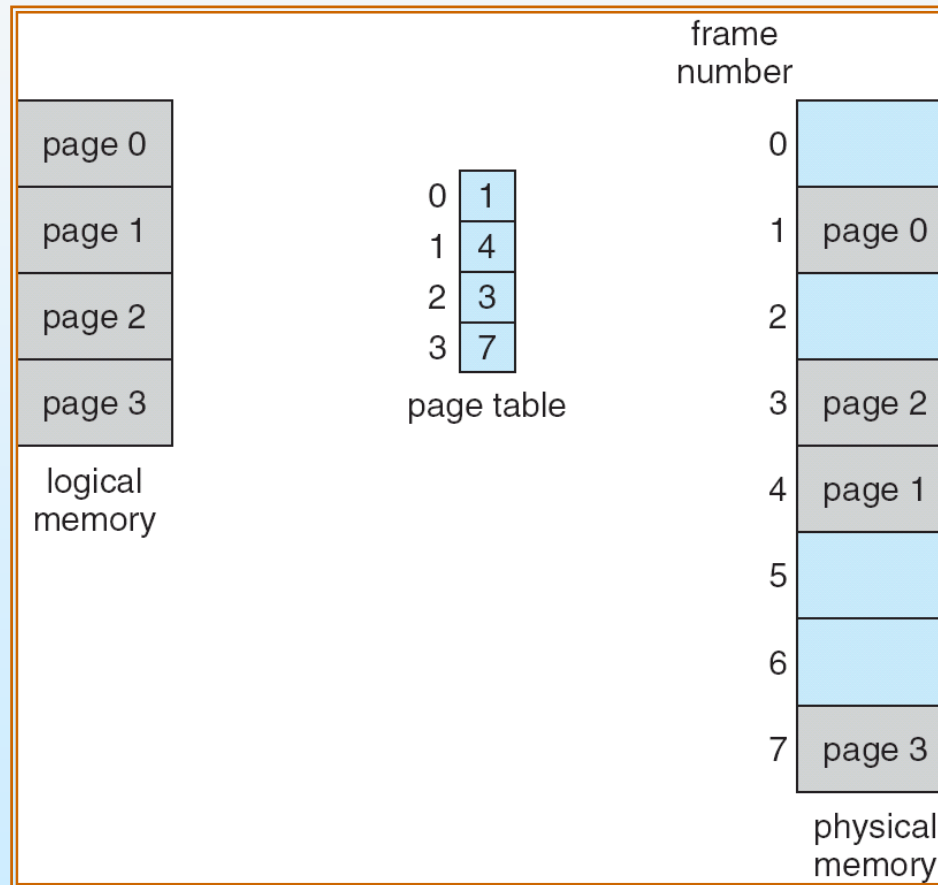 frame
number
page 0
page 1
page 2
page 3
logical
memory
0 1
1 4
2 3
3 7
page table
0
1 page 0
2
3 page 2
4 page 1
5
6
7 page 3
physical
memory